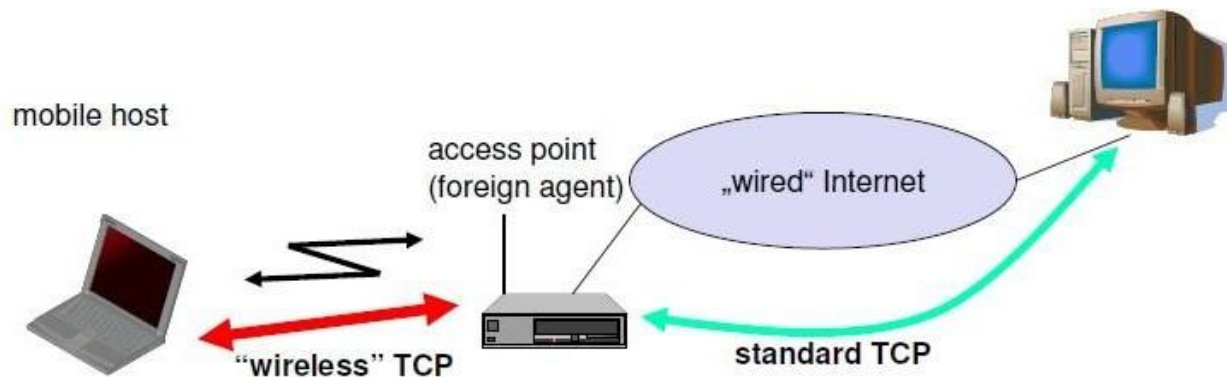 mobile host
access point
(foreign agent)
„wired“ Internet
“wireless” TCP
standard TCP